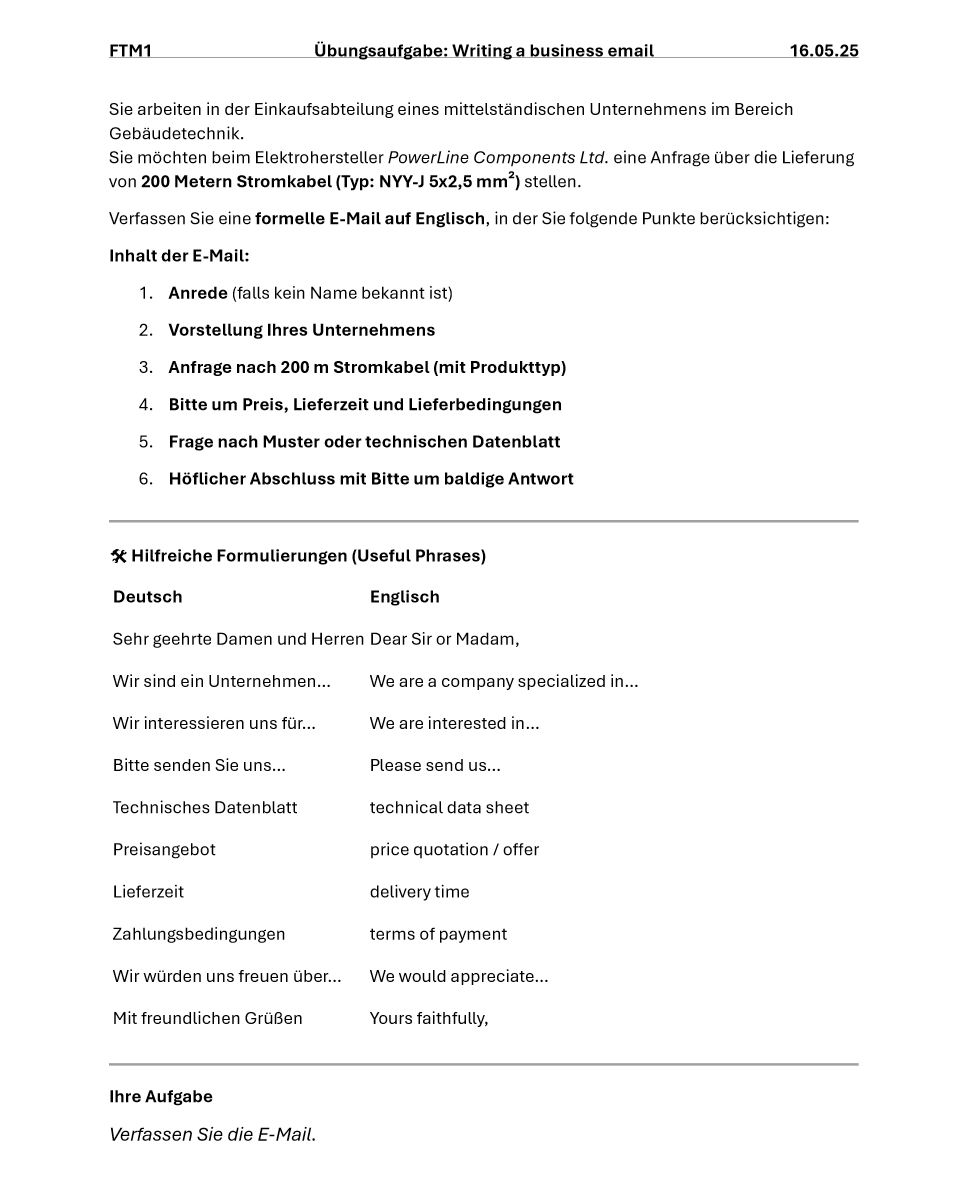 FTM1 Übungsaufgabe: Writing a business email 16.05.25
Sie arbeiten in der Einkaufsabteilung eines mittelständischen Unternehmens im Bereich
Gebäudetechnik.
Sie möchten beim Elektrohersteller PowerLine Components Ltd. eine Anfrage über die Lieferung
von 200 Metern Stromkabel (Typ: NYY-J 5x2,5 mm²) stellen.
Verfassen Sie eine formelle E-Mail auf Englisch, in der Sie folgende Punkte berücksichtigen:
Inhalt der E-Mail:
1. Anrede (falls kein Name bekannt ist)
2. Vorstellung Ihres Unternehmens
3. Anfrage nach 200 m Stromkabel (mit Produkttyp)
4. Bitte um Preis, Lieferzeit und Lieferbedingungen
5. Frage nach Muster oder technischen Datenblatt
6. Höflicher Abschluss mit Bitte um baldige Antwort
🛠 Hilfreiche Formulierungen (Useful Phrases)
Deutsch Englisch
Sehr geehrte Damen und Herren Dear Sir or Madam,
Wir sind ein Unternehmen... We are a company specialized in...
Wir interessieren uns für... We are interested in...
Bitte senden Sie uns... Please send us...
Technisches Datenblatt technical data sheet
Preisangebot price quotation / offer
Lieferzeit delivery time
Zahlungsbedingungen terms of payment
Wir würden uns freuen über... We would appreciate...
Mit freundlichen Grüßen Yours faithfully,
Ihre Aufgabe
Verfassen Sie die E-Mail.